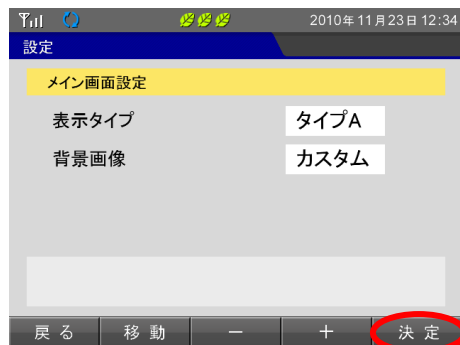 2010年11月23日 12:34
設定
メイン画面設定
表示タイプ タイプA
背景画像 カスタム
戻る 移動 － ＋ 決定